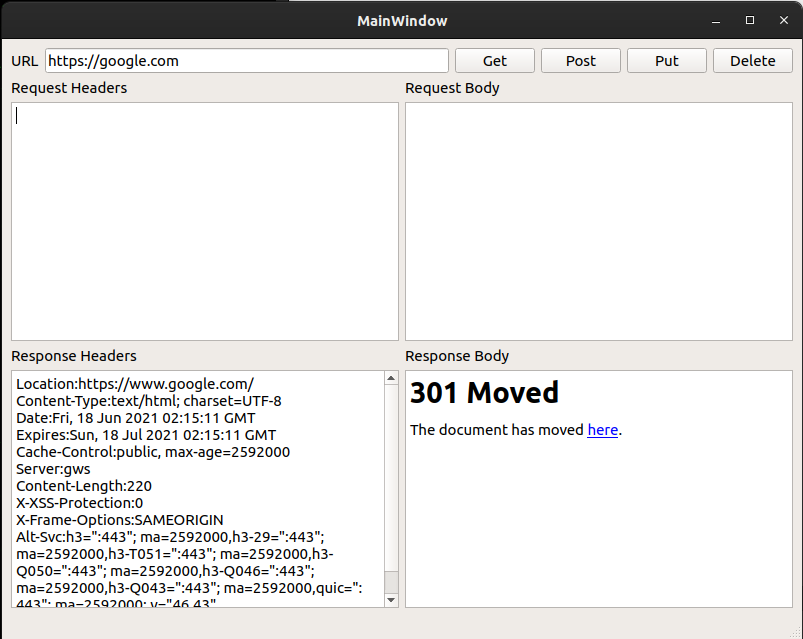 MainWindow
URL https://google.com Get Post Put Delete
Request Headers Request Body
Response Headers Response Body
Location:https://www.google.com/
Content-Type:text/html; charset=UTF-8
Date:Fri, 18 Jun 2021 02:15:11 GMT
Expires:Sun, 18 Jul 2021 02:15:11 GMT
Cache-Control:public, max-age=2592000
Server:gws
Content-Length:220
X-XSS-Protection:0
X-Frame-Options:SAMEORIGIN
Alt-Svc:h3=":443"; ma=2592000,h3-29=":443";
ma=2592000,h3-T051=":443"; ma=2592000,h3-
Q050=":443"; ma=2592000,h3-Q046=":443";
ma=2592000,h3-Q043=":443"; ma=2592000,quic=":
443"; ma=2592000; v="46,43"
301 Moved
The document has moved here.